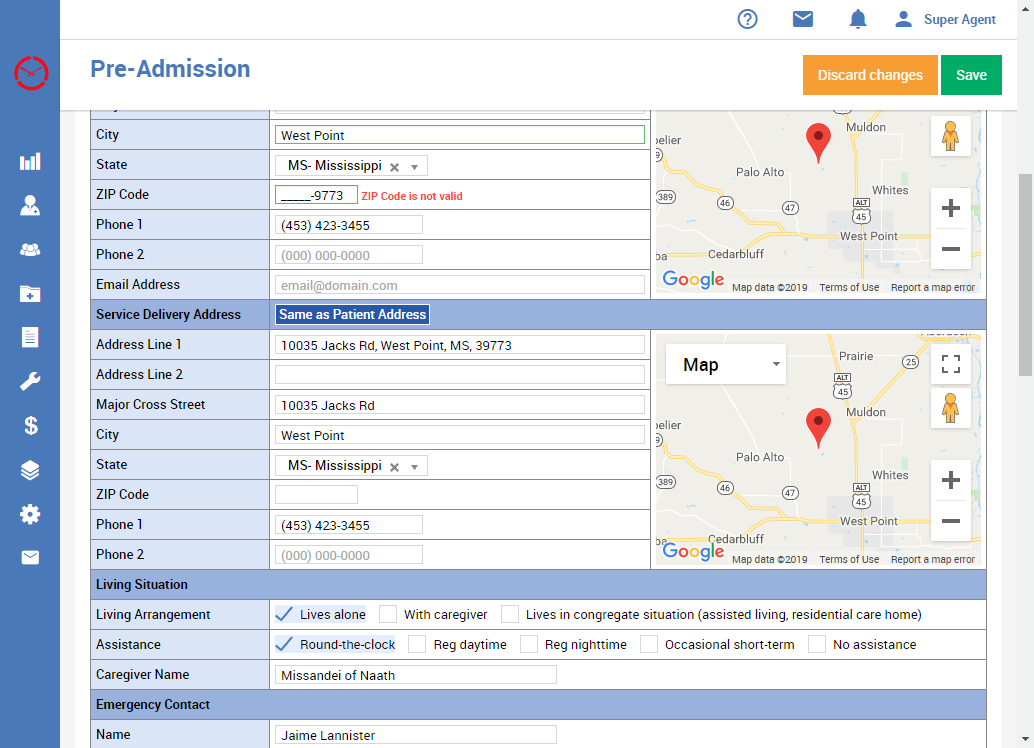 Super Agent
Pre-Admission
Discard changes
Save
City
West Point
State
MS- Mississippi
ZIP Code
_____-9773
ZIP Code is not valid
Phone 1
(453) 423-3455
Phone 2
(000) 000-0000
Email Address
email@domain.com
Muldon
Palo Alto
Whites
389
46
47
ALT
45
West Point
Cedarbluff
Google
Map data ©2019 Terms of Use Report a map error
Service Delivery Address
Same as Patient Address
Address Line 1
10035 Jacks Rd, West Point, MS, 39773
Address Line 2
Major Cross Street
10035 Jacks Rd
City
West Point
State
MS- Mississippi
ZIP Code
Phone 1
(453) 423-3455
Phone 2
(000) 000-0000
Map
Prairie
25
ALT
45
Muldon
Palo Alto
Whites
389
46
47
ALT
45
West Point
Cedarbluff
Google
Map data ©2019 Terms of Use Report a map error
Living Situation
Living Arrangement
Lives alone With caregiver Lives in congregate situation (assisted living, residential care home)
Assistance
Round-the-clock Reg daytime Reg nighttime Occasional short-term No assistance
Caregiver Name
Missandei of Naath
Emergency Contact
Name
Jaime Lannister